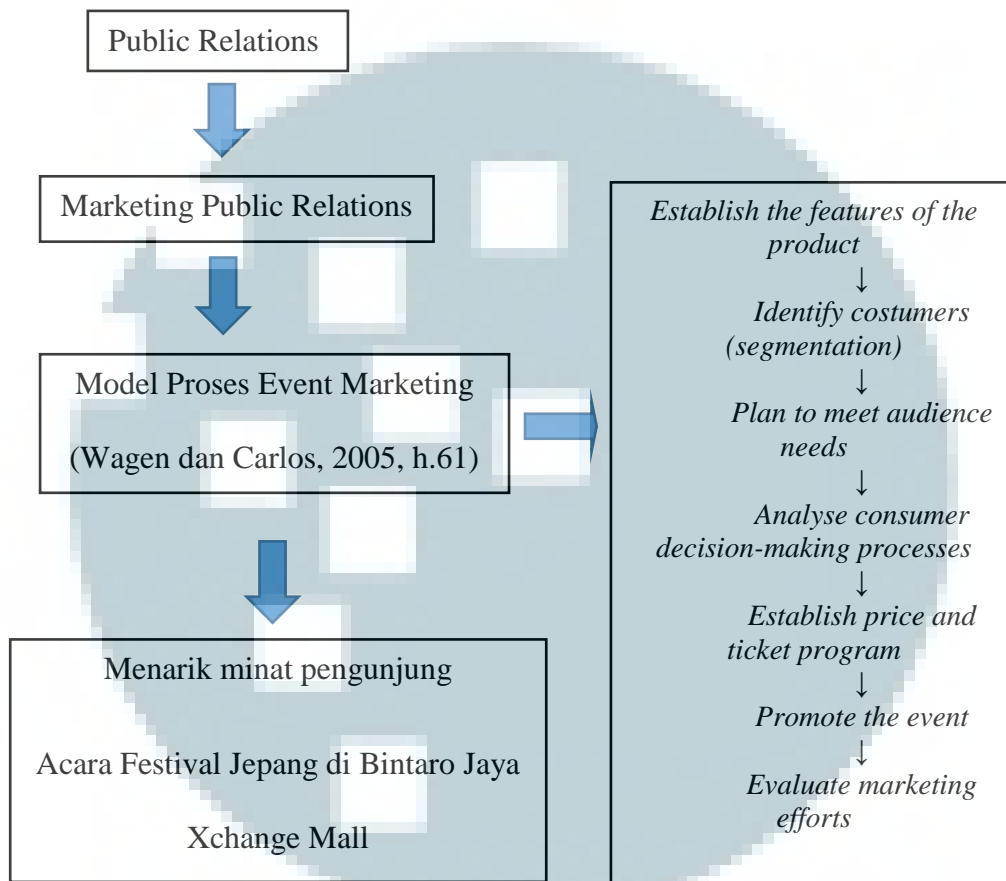 Public Relations
Marketing Public Relations
Model Proses Event Marketing
(Wagen dan Carlos, 2005, h.61)
Menarik minat pengunjung
Acara Festival Jepang di Bintaro Jaya
Xchange Mall
Establish the features of the
product
↓
Identify costumers
(segmentation)
↓
Plan to meet audience
needs
↓
Analyse consumer
decision-making processes
↓
Establish price and
ticket program
↓
Promote the event
↓
Evaluate marketing
efforts